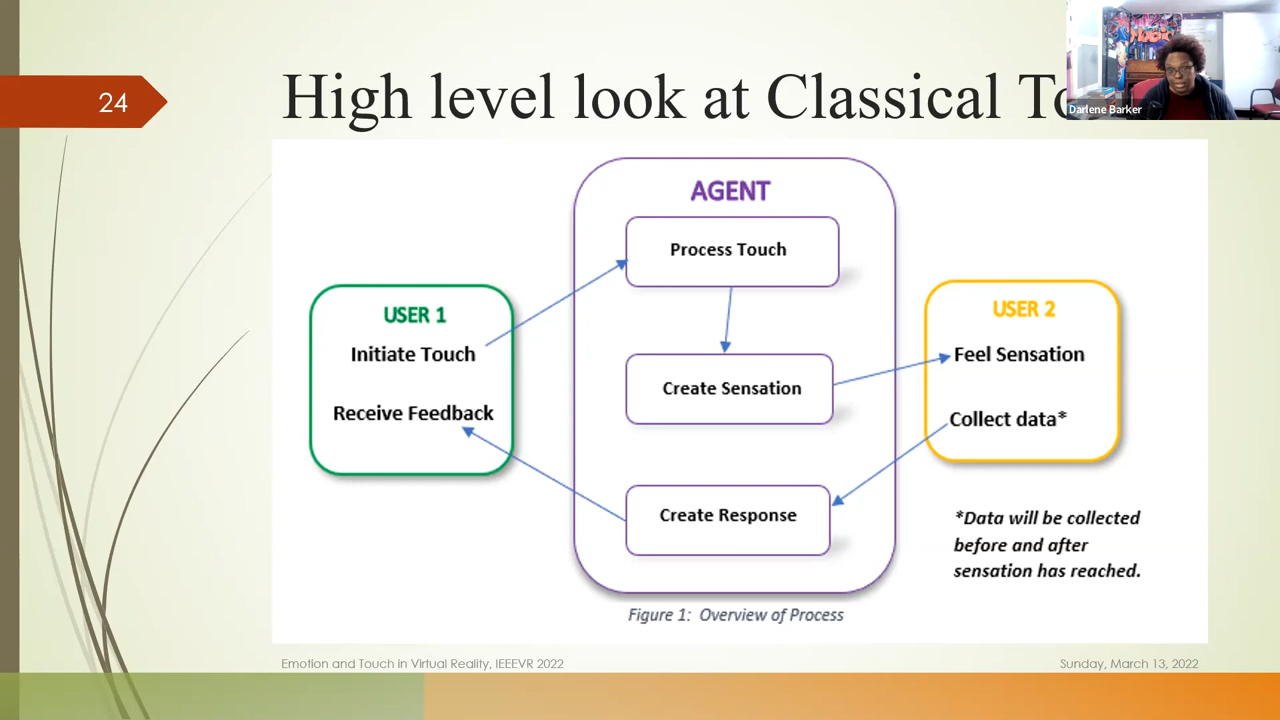 24
High level look at Classical
Darlene Barker
AGENT
Process Touch
USER 1
Initiate Touch
Receive Feedback
Create Sensation
USER 2
Feel Sensation
Collect data*
Create Response
*Data will be collected
before and after
sensation has reached.
Figure 1: Overview of Process
Emotion and Touch in Virtual Reality, IEEEVR 2022
Sunday, March 13, 2022